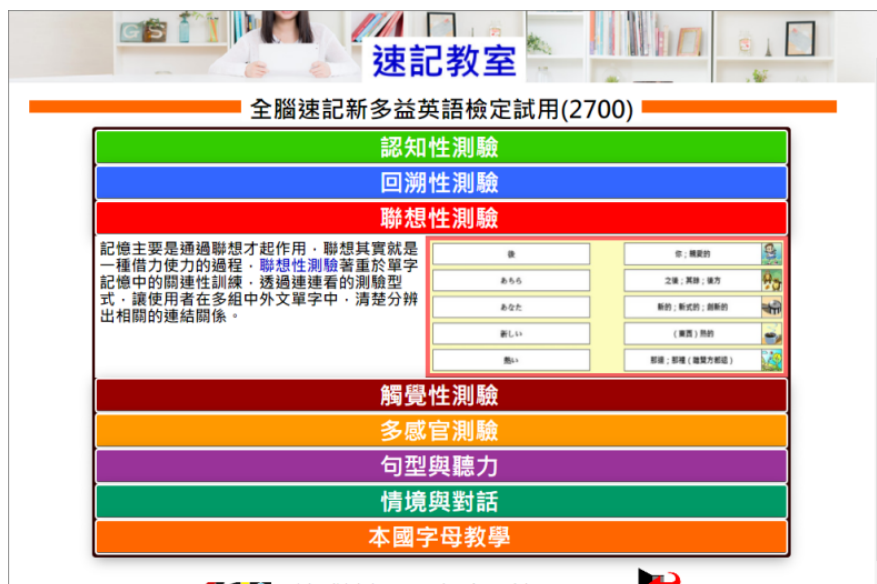 速記教室
全腦速記新多益英語檢定試用(2700)
認知性測驗
回溯性測驗
聯想性測驗
記憶主要是通過聯想才起作用，聯想其實就是
一種借力使力的過程，聯想性測驗著重於單字
記憶中的關連性訓練，透過連連看的測驗型
式，讓使用者在多組中外文單字中，清楚分辨
出相關的連結關係。
後
你；親愛的
あちら
之後；其餘；後方
あなた
新的；新式的；創新的
新しい
（東西）熱的
熱い
那邊；那裡（離雙方都遠）
觸覺性測驗
多感官測驗
句型與聽力
情境與對話
本國字母教學